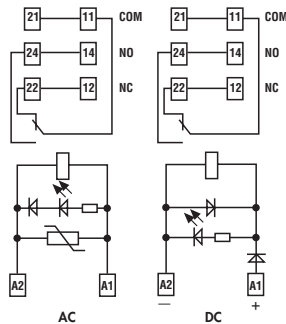 21 11 COM 21 11 COM
24 14 NO 24 14 NO
22 12 NC 22 12 NC
A2 A1 A2 A1
— +
AC DC